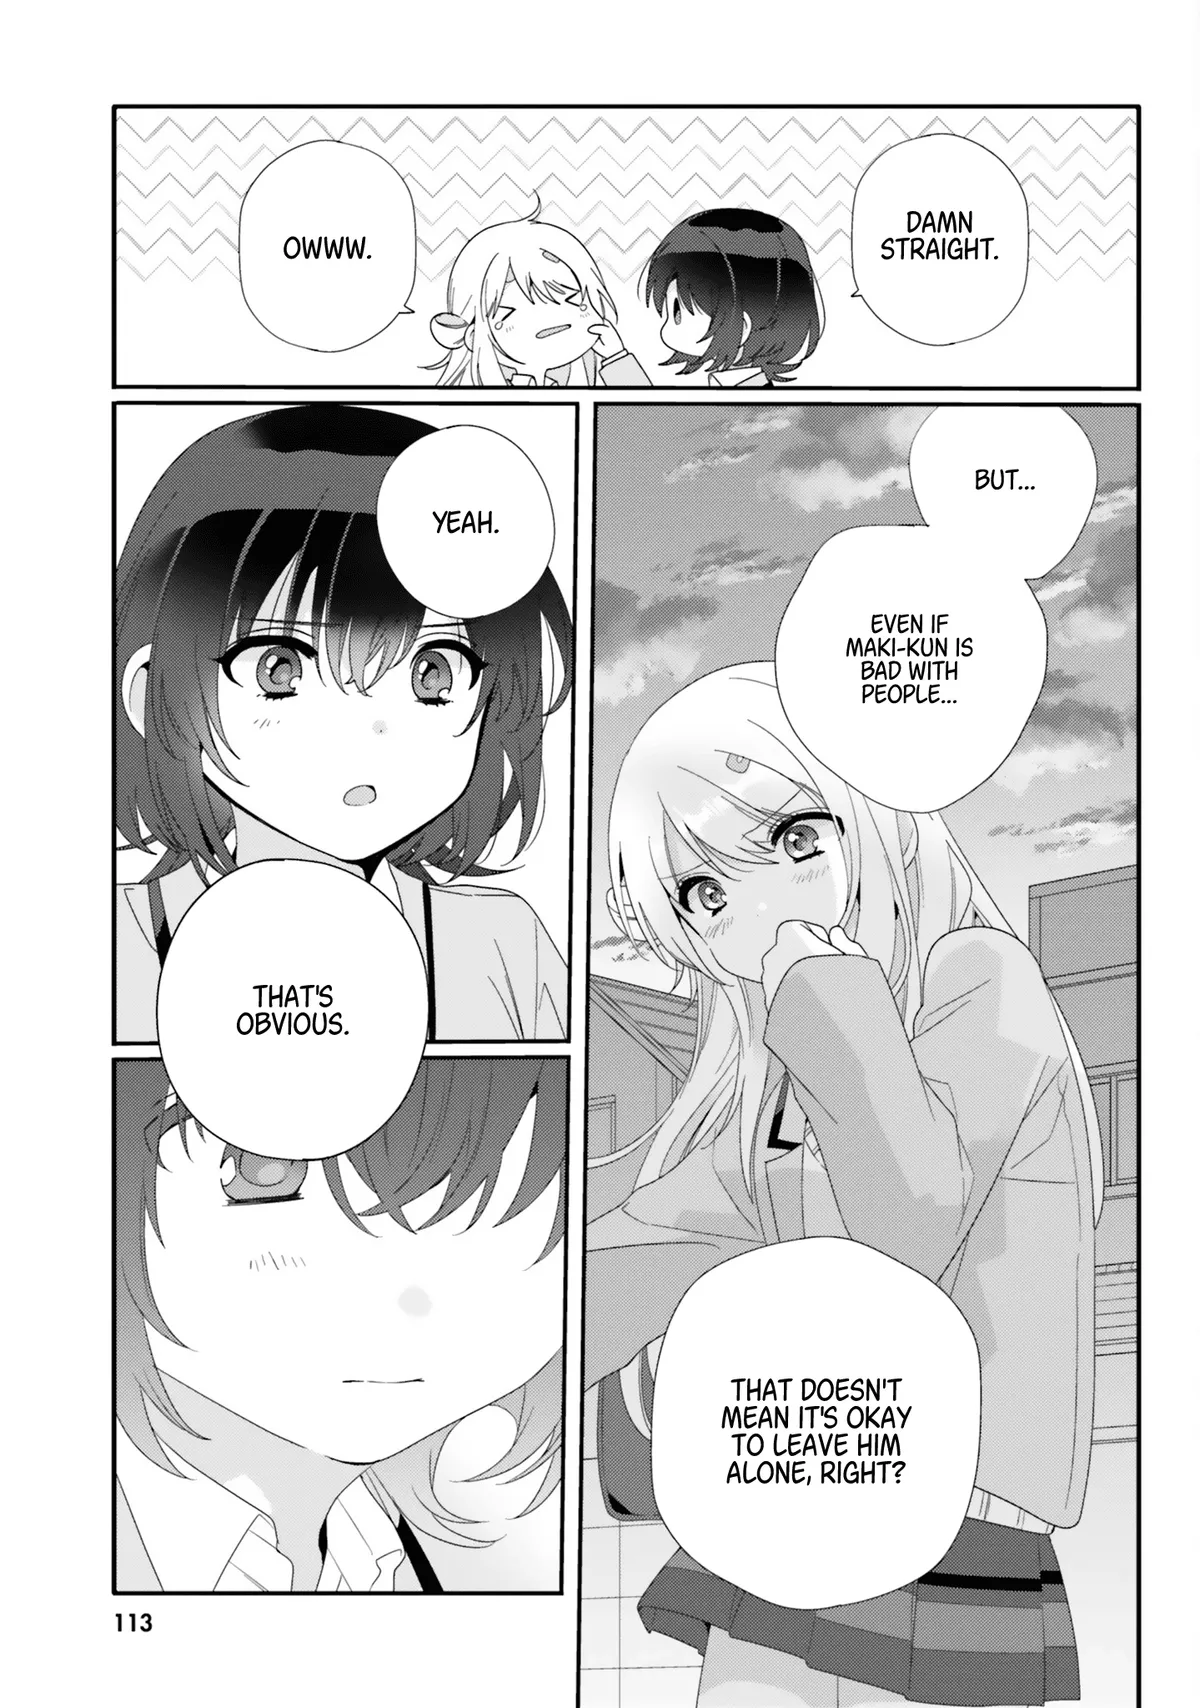 DAMN
STRAIGHT.
OWWW.
BUT...
EVEN IF
MAKI-KUN IS
BAD WITH
PEOPLE...
THAT DOESN'T
MEAN IT'S OKAY
TO LEAVE HIM
ALONE, RIGHT?
YEAH.
THAT'S
OBVIOUS.
113